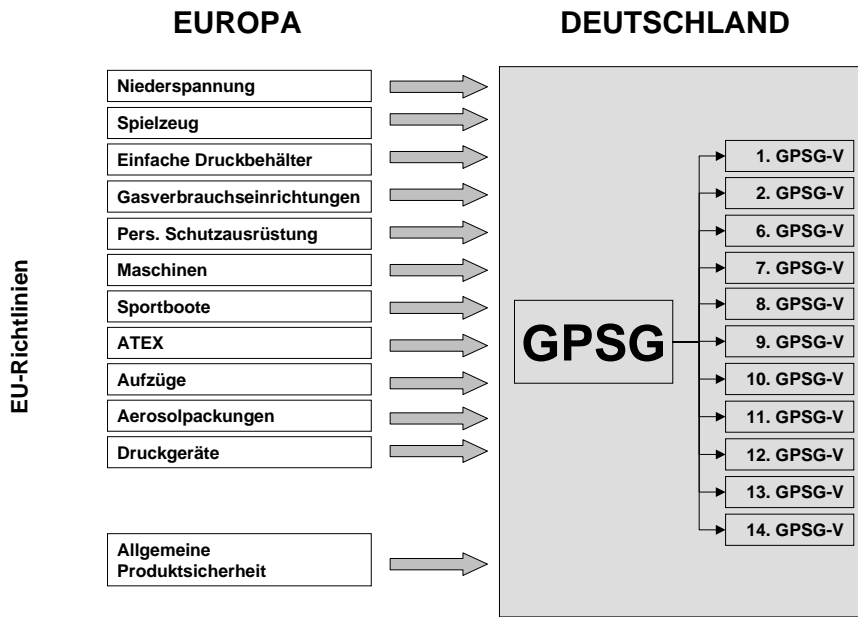 EUROPA
DEUTSCHLAND
EU-Richtlinien
Niederspannung
Spielzeug
Einfache Druckbehälter
Gasverbrauchseinrichtungen
Pers. Schutzausrüstung
Maschinen
Sportboote
ATEX
Aufzüge
Aerosolpackungen
Druckgeräte
Allgemeine
Produktsicherheit
GPSG
1. GPSG-V
2. GPSG-V
6. GPSG-V
7. GPSG-V
8. GPSG-V
9. GPSG-V
10. GPSG-V
11. GPSG-V
12. GPSG-V
13. GPSG-V
14. GPSG-V